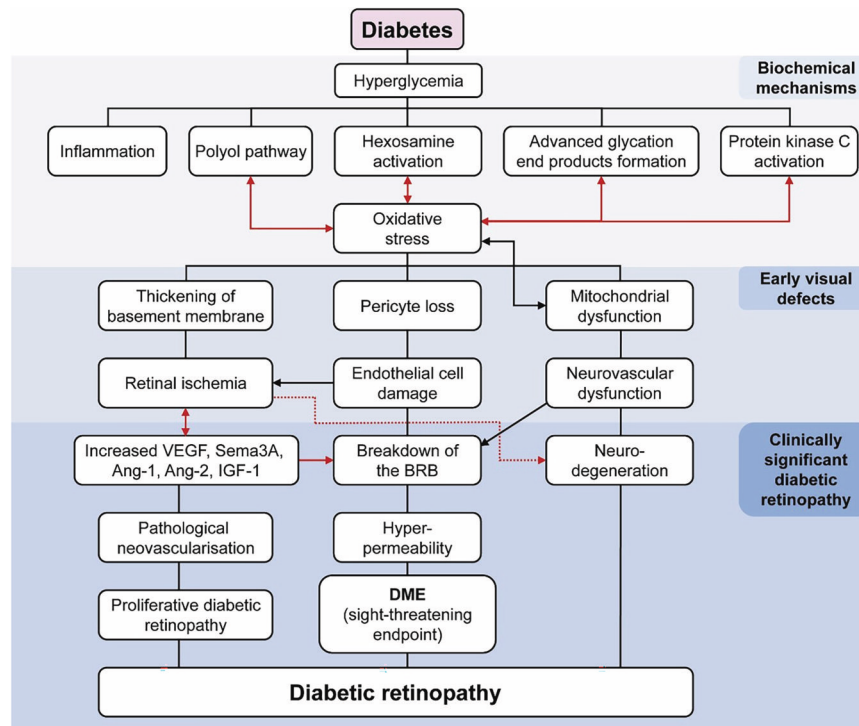 Diabetes
Hyperglycemia
Biochemical
mechanisms
Inflammation
Polyol pathway
Hexosamine
activation
Advanced glycation
end products formation
Protein kinase C
activation
Oxidative
stress
Early visual
defects
Thickening of
basement membrane
Pericyte loss
Mitochondrial
dysfunction
Retinal ischemia
Endothelial cell
damage
Neurovascular
dysfunction
Clinically
significant
diabetic
retinopathy
Increased VEGF, Sema3A,
Ang-1, Ang-2, IGF-1
Breakdown of
the BRB
Neuro-
degeneration
Pathological
neovascularisation
Hyper-
permeability
Proliferative diabetic
retinopathy
DME
(sight-threatening
endpoint)
Diabetic retinopathy